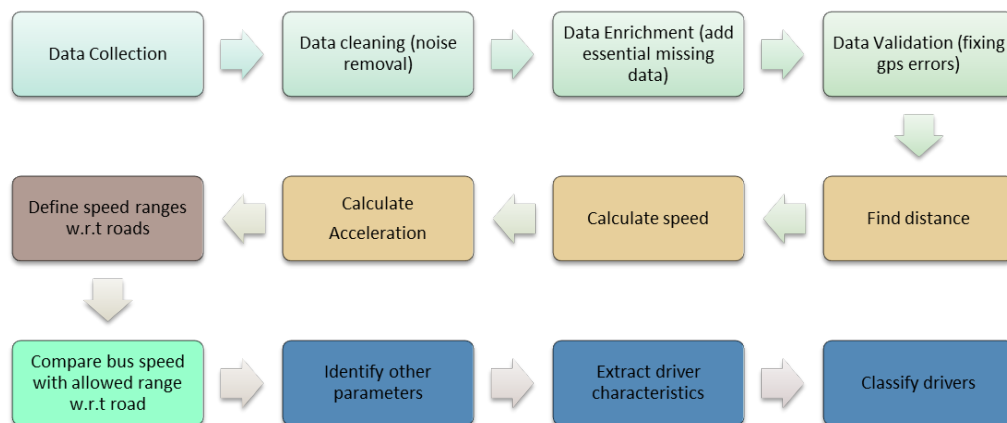 Data Collection
Data cleaning (noise
removal)
Data Enrichment (add
essential missing
data)
Data Validation (fixing
gps errors)
Find distance
Calculate speed
Calculate
Acceleration
Define speed ranges
w.r.t roads
Compare bus speed
with allowed range
w.r.t road
Identify other
parameters
Extract driver
characteristics
Classify drivers